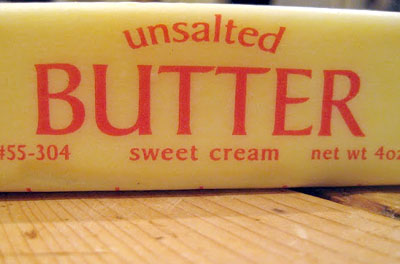 unsalted
BUTTER
#55-304 sweet cream net wt 4oz